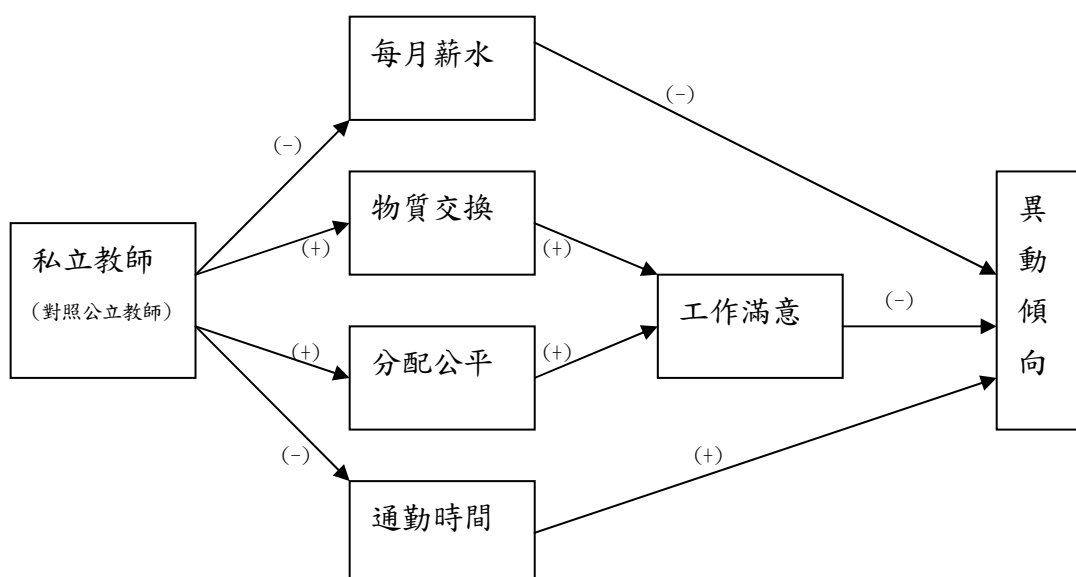 每月薪水
(-)
(-)
物質交換
(+)
(+)
私立教師
（對照公立教師）
工作滿意
(-)
異動傾向
分配公平
(+)
(+)
(-)
(+)
通勤時間